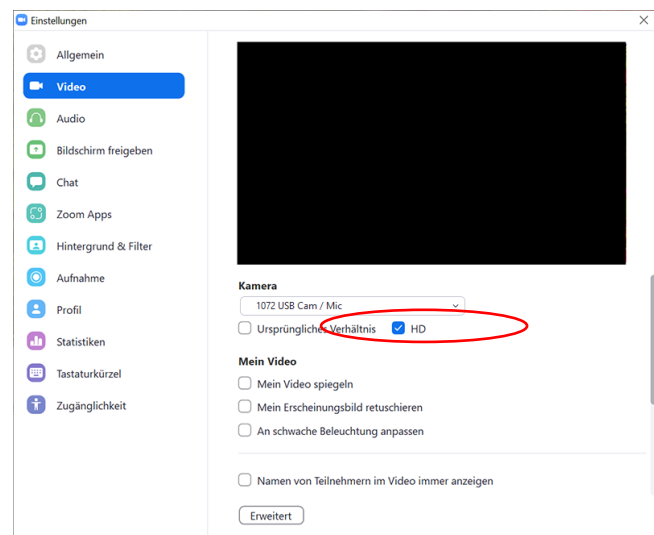 Einstellungen
Allgemein
Video
Audio
Bildschirm freigeben
Chat
Zoom Apps
Hintergrund & Filter
Aufnahme
Profil
Statistiken
Tastaturkürzel
Zugänglichkeit
Kamera
1072 USB Cam / Mic
Ursprüngliches Verhältnis HD
Mein Video
Mein Video spiegeln
Mein Erscheinungsbild retuschieren
An schwache Beleuchtung anpassen
Namen von Teilnehmern im Video immer anzeigen
Erweitert